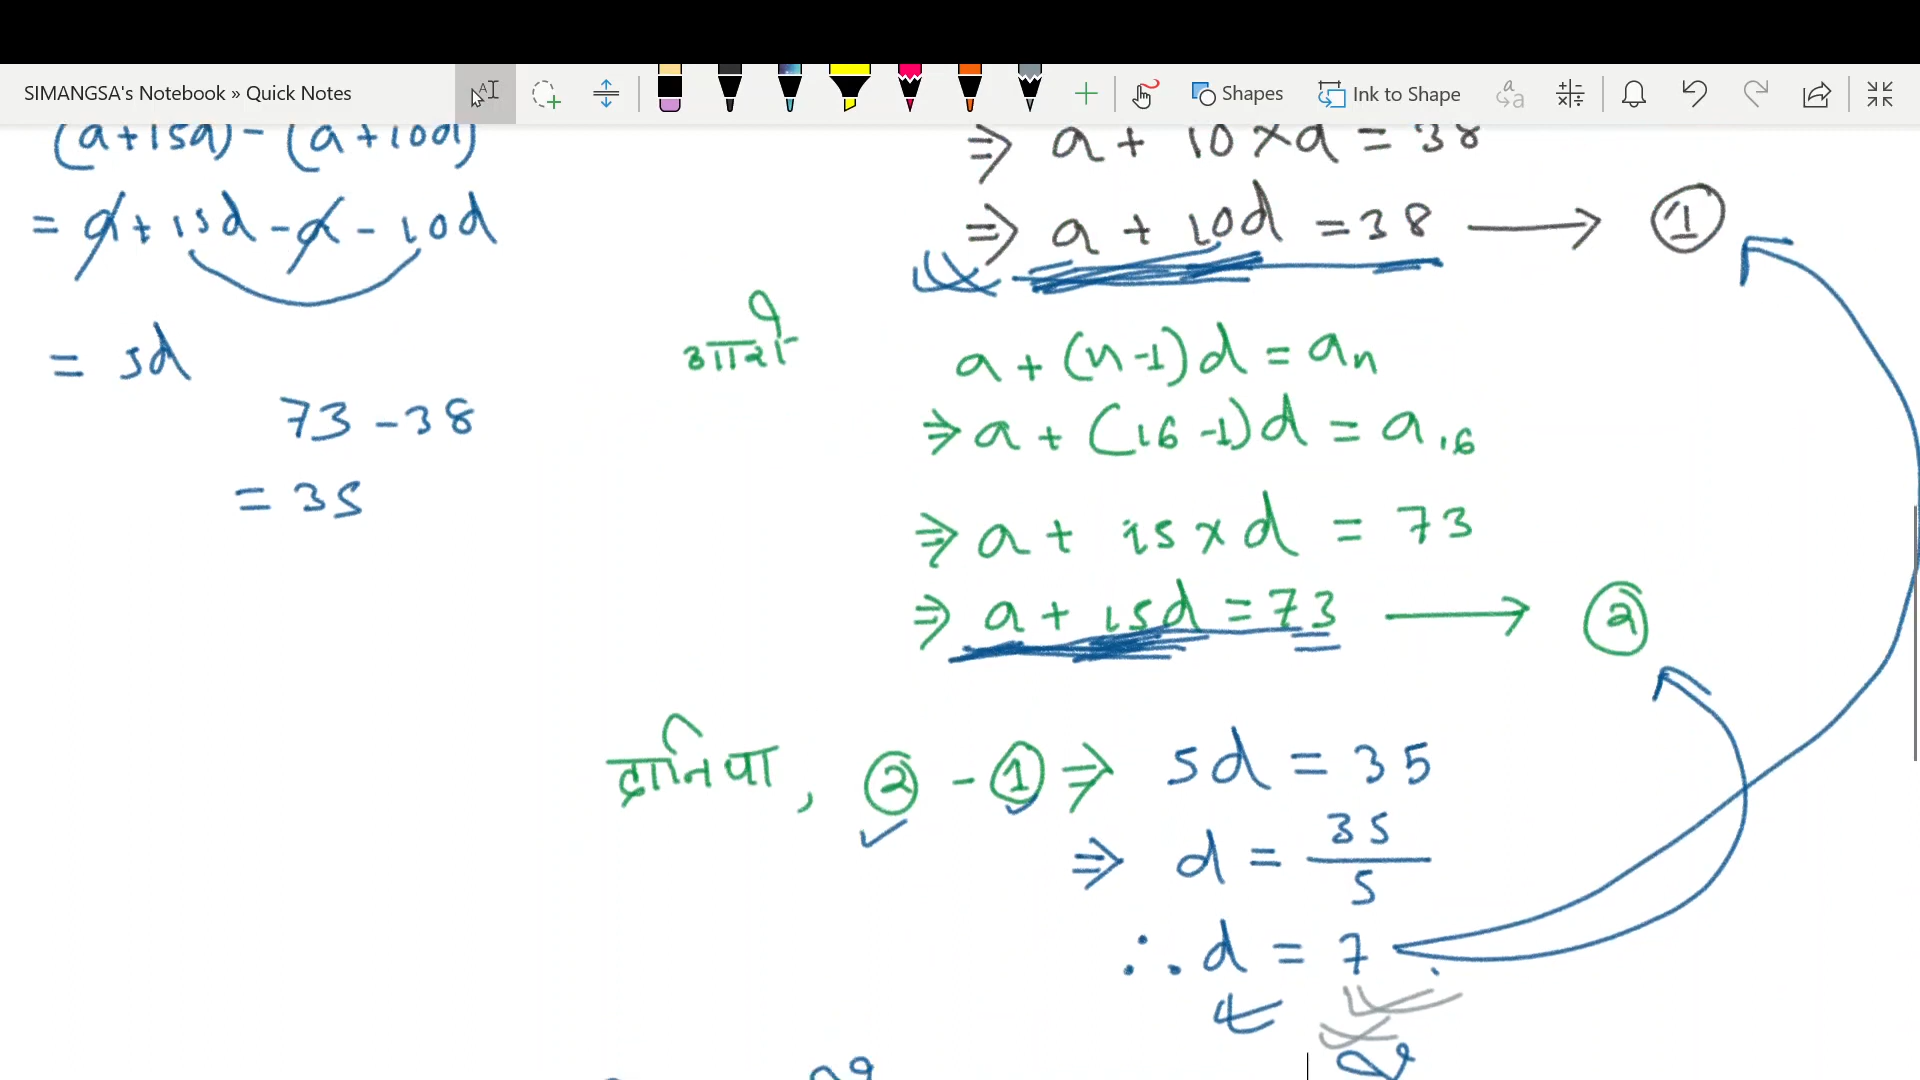 SIMANGSA's Notebook » Quick Notes
Shapes
Ink to Shape
(a+15d) - (a+10d)
= a+15d-a-10d
= 5d
73-38
= 35
⇒ a + 10×d = 38
⇒ a + 10d = 38 → ①
a + (n-1)d = an
⇒ a + (16-1)d = a16
⇒ a + 15×d = 73
⇒ a + 15d = 73 → ②
② - ① ⇒ 5d = 35
⇒ d = 35/5
∴ d = 7